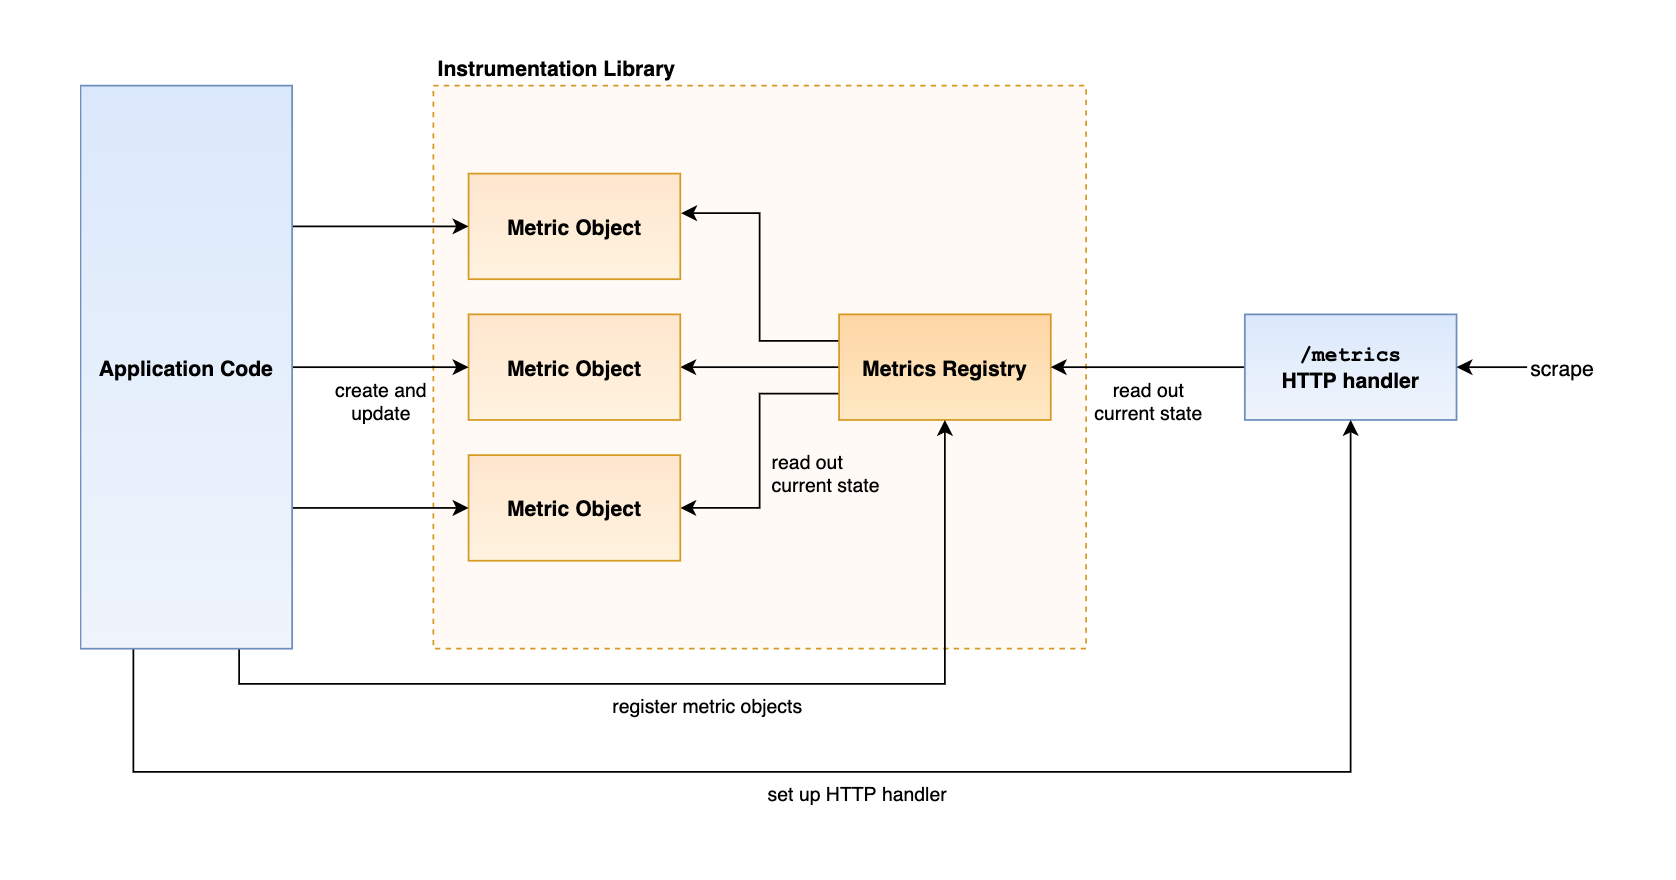 Instrumentation Library
Application Code
create and
update
Metric Object
Metric Object
Metric Object
read out
current state
Metrics Registry
read out
current state
/metrics
HTTP handler
scrape
register metric objects
set up HTTP handler